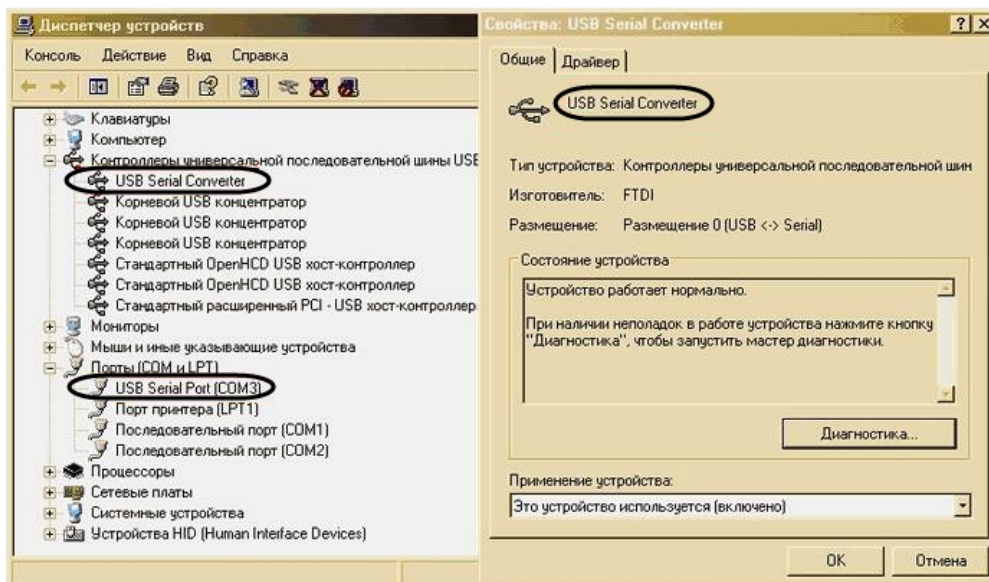 Диспетчер устройств
Консоль Действие Вид Справка
Клавиатуры
Компьютер
Контроллеры универсальной последовательной шины USB
USB Serial Converter
Корневой USB концентратор
Корневой USB концентратор
Корневой USB концентратор
Стандартный OpenHCD USB хост-контроллер
Стандартный OpenHCD USB хост-контроллер
Стандартный расширенный PCI - USB хост-контроллер
Мониторы
Мыши и иные указывающие устройства
Порты (COM и LPT)
USB Serial Port (COM3)
Порт принтера (LPT1)
Последовательный порт (COM1)
Последовательный порт (COM2)
Процессоры
Сетевые платы
Системные устройства
Устройства HID (Human Interface Devices)
Свойства: USB Serial Converter
Общие Драйвер
USB Serial Converter
Тип устройства: Контроллеры универсальной последовательной шин
Изготовитель: FTDI
Размещение: Размещение 0 (USB <-> Serial)
Состояние устройства
Устройство работает нормально.
При наличии неполадок в работе устройства нажмите кнопку
"Диагностика", чтобы запустить мастер диагностики.
Диагностика...
Применение устройства:
Это устройство используется (включено)
OK Отмена